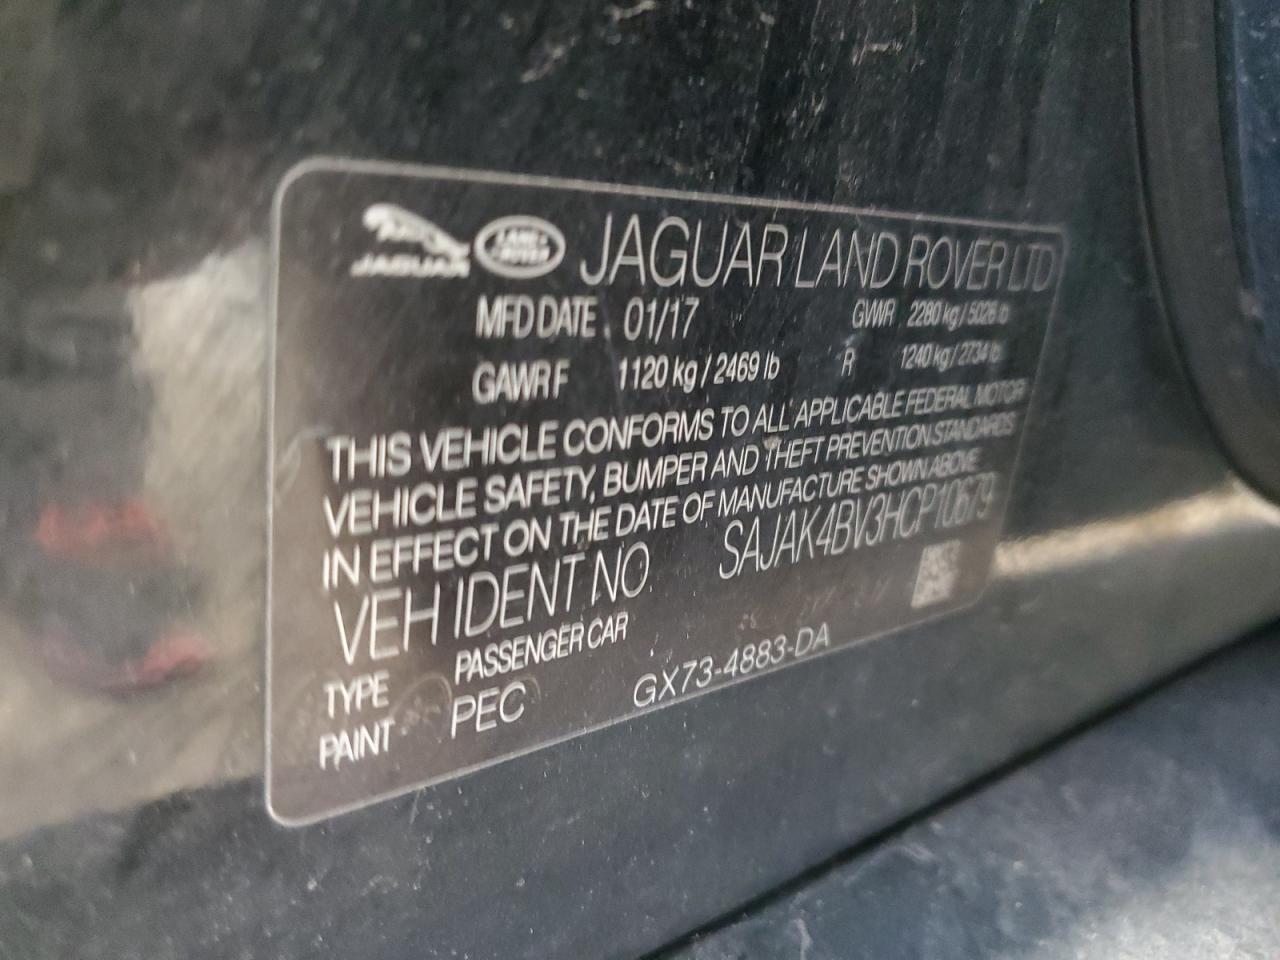 JAGUAR LAND ROVER JAGUAR LAND ROVER LTD
MFD DATE 01/17 GVWR 2280 kg / 5026 lb
GAWR F 1120 kg / 2469 lb R 1240 kg / 2734 lb
THIS VEHICLE CONFORMS TO ALL APPLICABLE FEDERAL MOTOR
VEHICLE SAFETY, BUMPER AND THEFT PREVENTION STANDARDS
IN EFFECT ON THE DATE OF MANUFACTURE SHOWN ABOVE
VEH IDENT NO SAJAK4BV3HCP10679
TYPE PASSENGER CAR
PAINT PEC GX73-4883-DA